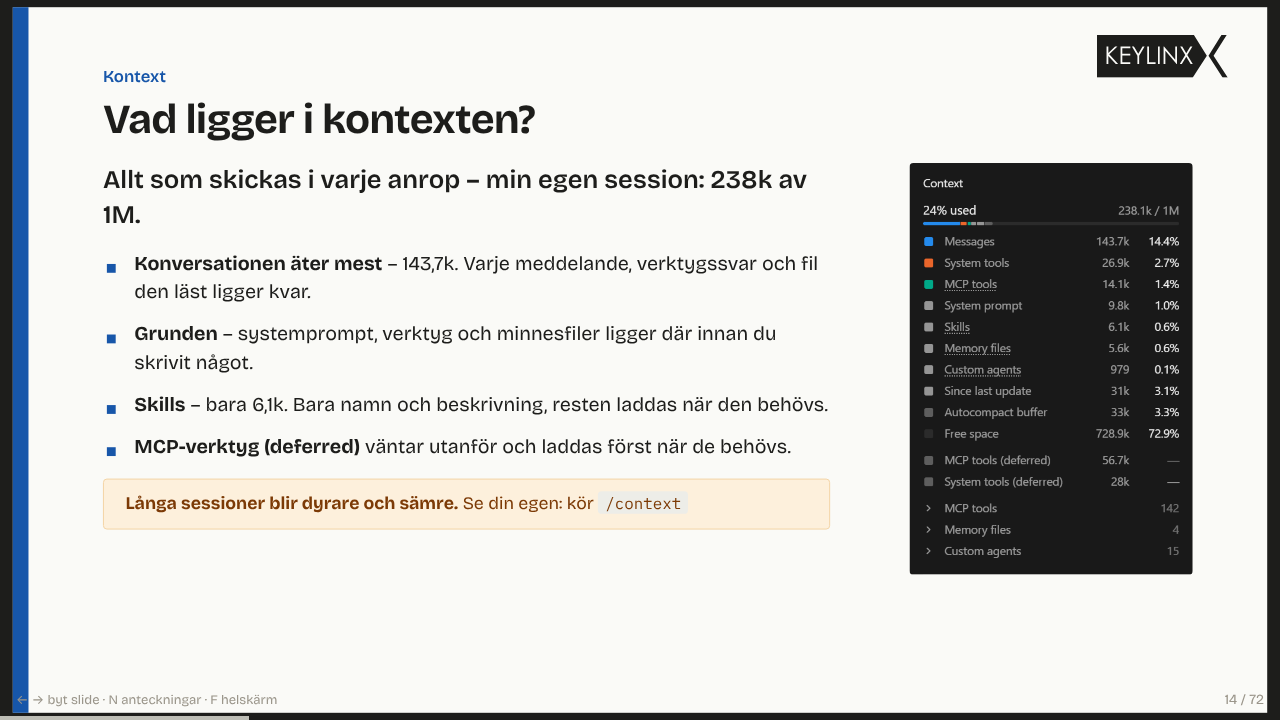 KEYLINX
Kontext
Vad ligger i kontexten?
Allt som skickas i varje anrop – min egen session: 238k av
1M.
Konversationen äter mest – 143,7k. Varje meddelande, verktygssvar och fil
den läst ligger kvar.
Grunden – systemprompt, verktyg och minnesfiler ligger där innan du
skrivit något.
Skills – bara 6,1k. Bara namn och beskrivning, resten laddas när den behövs.
MCP-verktyg (deferred) väntar utanför och laddas först när de behövs.
Långa sessioner blir dyrare och sämre. Se din egen: kör /context
Context
24% used 238.1k / 1M
Messages 143.7k 14.4%
System tools 26.9k 2.7%
MCP tools 14.1k 1.4%
System prompt 9.8k 1.0%
Skills 6.1k 0.6%
Memory files 5.6k 0.6%
Custom agents 979 0.1%
Since last update 31k 3.1%
Autocompact buffer 33k 3.3%
Free space 728.9k 72.9%
MCP tools (deferred) 56.7k —
System tools (deferred) 28k —
> MCP tools 142
> Memory files 4
> Custom agents 15
← → byt slide · N anteckningar · F helskärm
14 / 72